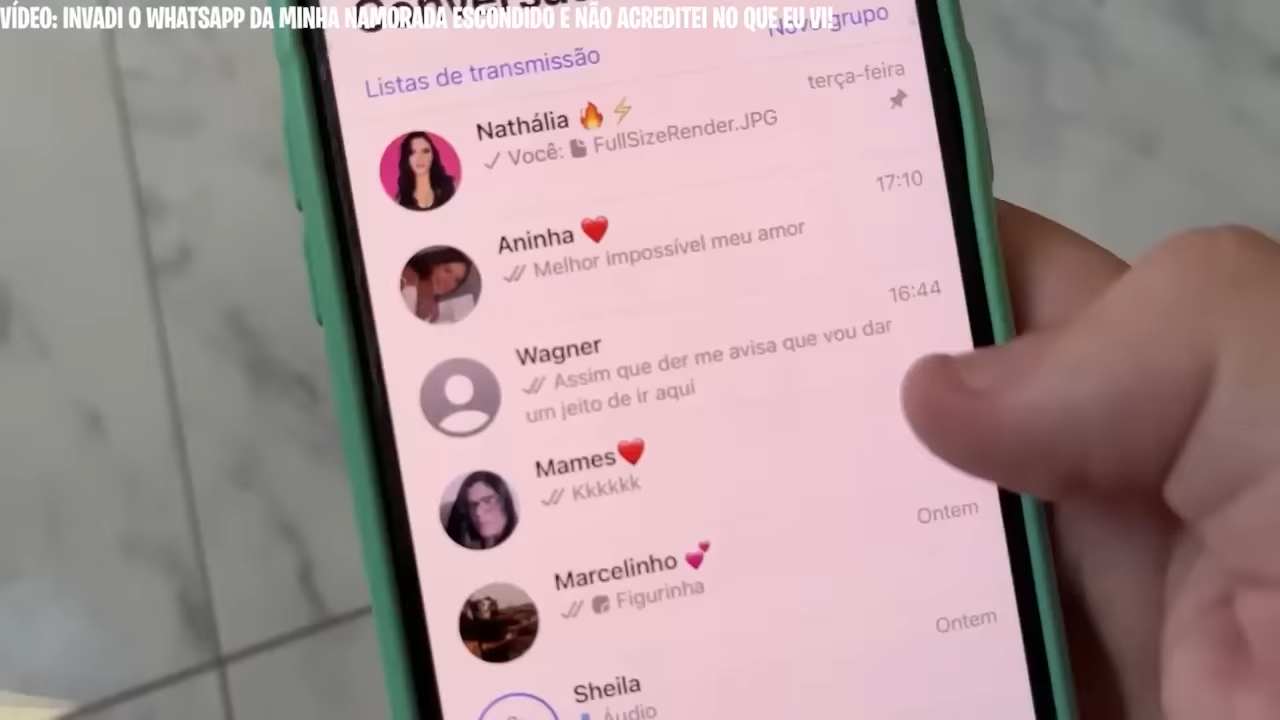 VÍDEO: INVADI O WHATSAPP DA MINHA NAMORADA ESCONDIDO E NÃO ACREDITEI NO QUE EU VI!
Conversas
Listas de transmissão
Novo grupo
Nathália 🔥⚡
terça-feira
Você: FullSizeRender.JPG
Aninha ❤️
17:10
Melhor impossível meu amor
Wagner
16:44
Assim que der me avisa que vou dar
um jeito de ir aqui
Mames❤️
Kkkkkk
Marcelinho 💕
Ontem
Figurinha
Sheila
Ontem
Áudio